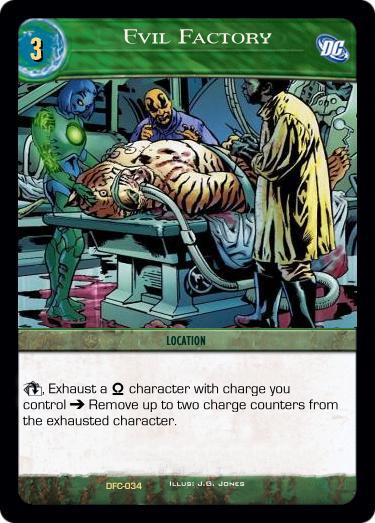 3
Evil Factory
DC
LOCATION
, Exhaust a Ω character with charge you
control ➔ Remove up to two charge counters from
the exhausted character.
DFC-034
Illus: J.G. Jones